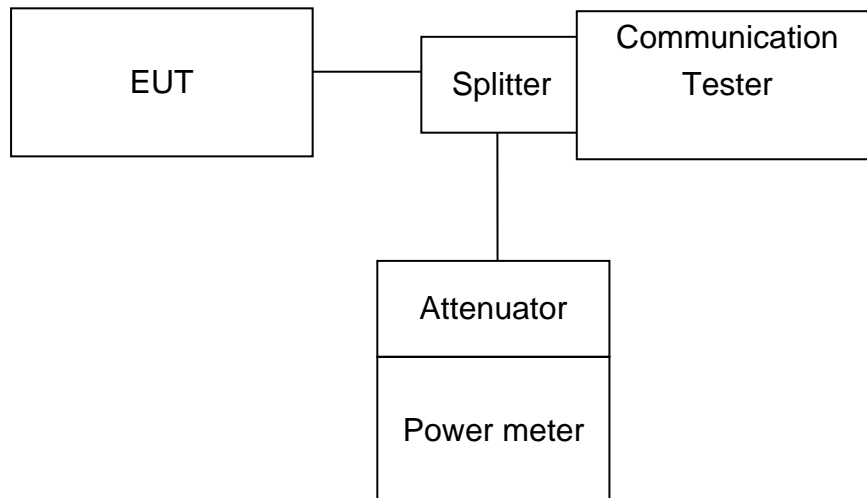 EUT
Splitter
Communication
Tester
Attenuator
Power meter